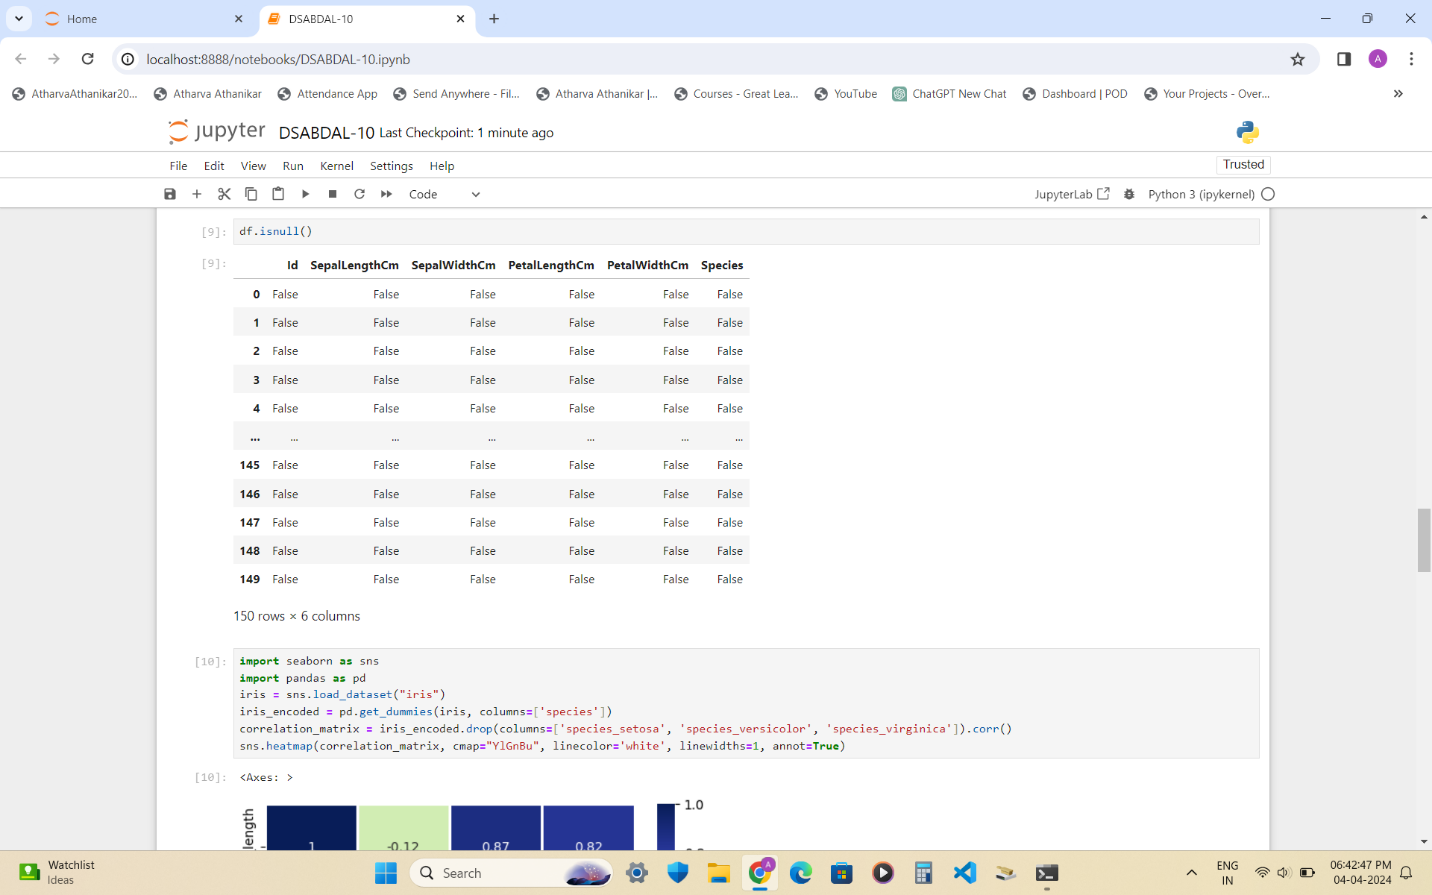 Home
DSABDAL-10
localhost:8888/notebooks/DSABDAL-10.ipynb
A
AtharvaAthanikar20...
Atharva Athanikar
Attendance App
Send Anywhere - Fil...
Atharva Athanikar |...
Courses - Great Lea...
YouTube
ChatGPT New Chat
Dashboard | POD
Your Projects - Over...
jupyter DSABDAL-10 Last Checkpoint: 1 minute ago
File Edit View Run Kernel Settings Help
Trusted
Code
JupyterLab
Python 3 (ipykernel)
[9]: df.isnull()
[9]: Id SepalLengthCm SepalWidthCm PetalLengthCm PetalWidthCm Species
0 False False False False False False
1 False False False False False False
2 False False False False False False
3 False False False False False False
4 False False False False False False
... ... ... ... ... ... ...
145 False False False False False False
146 False False False False False False
147 False False False False False False
148 False False False False False False
149 False False False False False False
150 rows × 6 columns
[10]: import seaborn as sns
import pandas as pd
iris = sns.load_dataset("iris")
iris_encoded = pd.get_dummies(iris, columns=['species'])
correlation_matrix = iris_encoded.drop(columns=['species_setosa', 'species_versicolor', 'species_virginica']).corr()
sns.heatmap(correlation_matrix, cmap="YlGnBu", linecolor='white', linewidths=1, annot=True)
[10]: <Axes: >
length
1 -0.12 0.87 0.82
1.0
Watchlist
Ideas
Search
A
ENG
IN
06:42:47 PM
04-04-2024